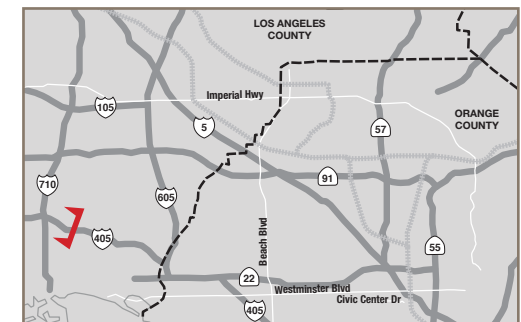 LOS ANGELES
COUNTY
Imperial Hwy
105
5
57
ORANGE
COUNTY
91
710
605
405
Beach Blvd
55
22
Westminster Blvd
Civic Center Dr
405